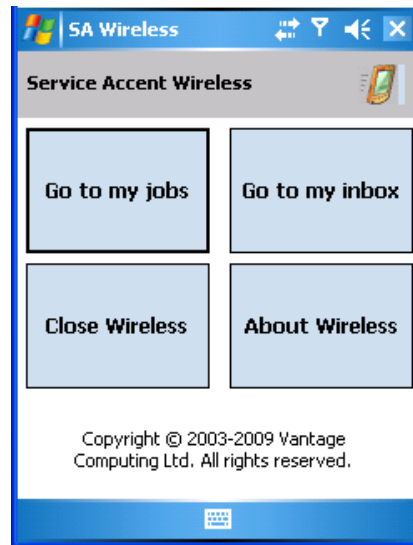 SA Wireless
Service Accent Wireless
Go to my jobs
Go to my inbox
Close Wireless
About Wireless
Copyright © 2003-2009 Vantage
Computing Ltd. All rights reserved.